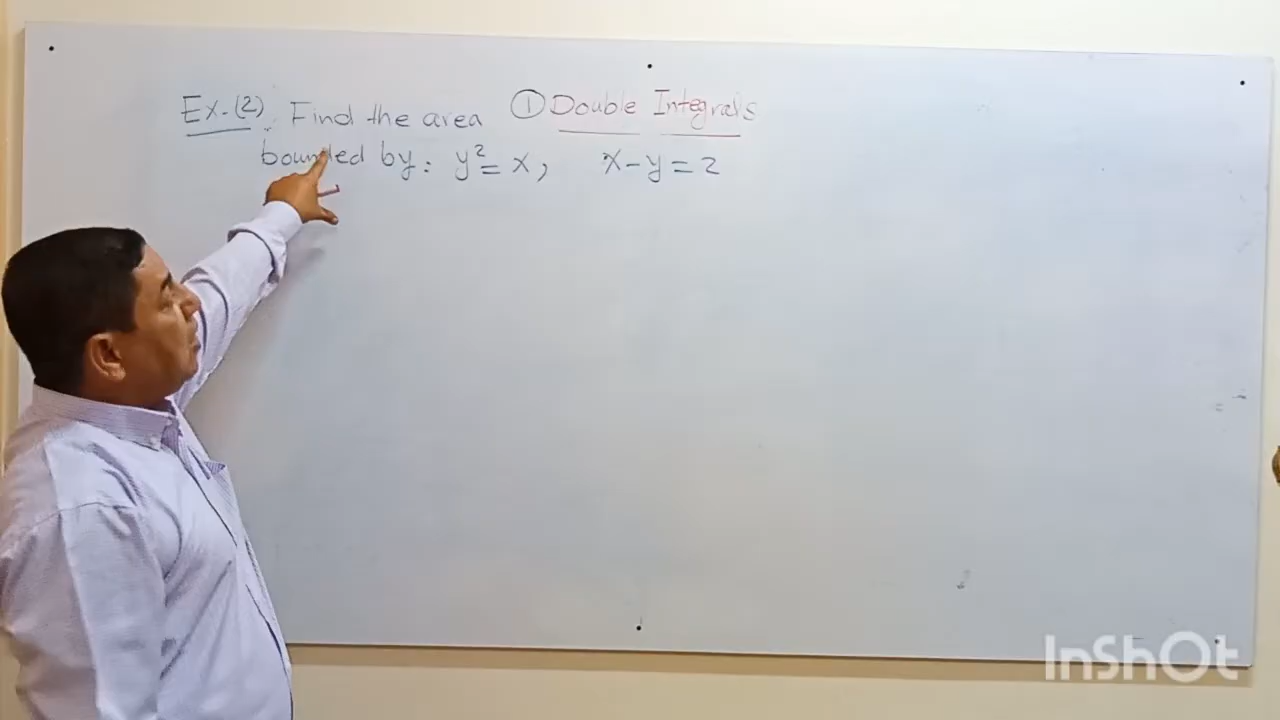 Ex-(2) Find the area
① Double Integrals
bounded by: y² = x, x - y = 2
InShOt